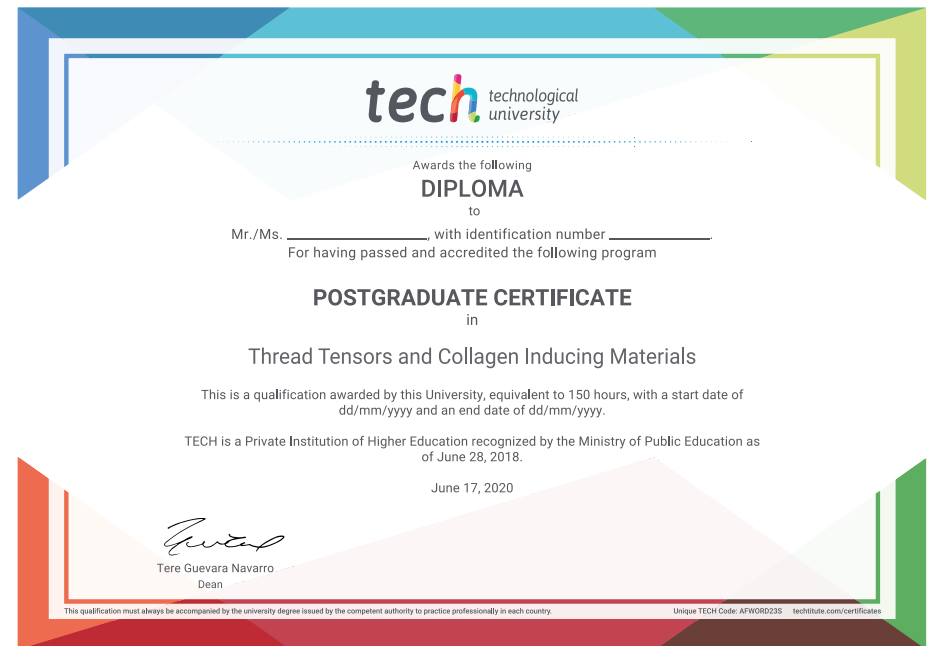 tech technological
university
Awards the following
DIPLOMA
to
Mr./Ms. ____________, with identification number ____________.
For having passed and accredited the following program
POSTGRADUATE CERTIFICATE
in
Thread Tensors and Collagen Inducing Materials
This is a qualification awarded by this University, equivalent to 150 hours, with a start date of
dd/mm/yyyy and an end date of dd/mm/yyyy.
TECH is a Private Institution of Higher Education recognized by the Ministry of Public Education as
of June 28, 2018.
June 17, 2020
Tere Guevara Navarro
Dean
This qualification must always be accompanied by the university degree issued by the competent authority to practice professionally in each country.
Unique TECH Code: AFWORD23S techtitute.com/certificates